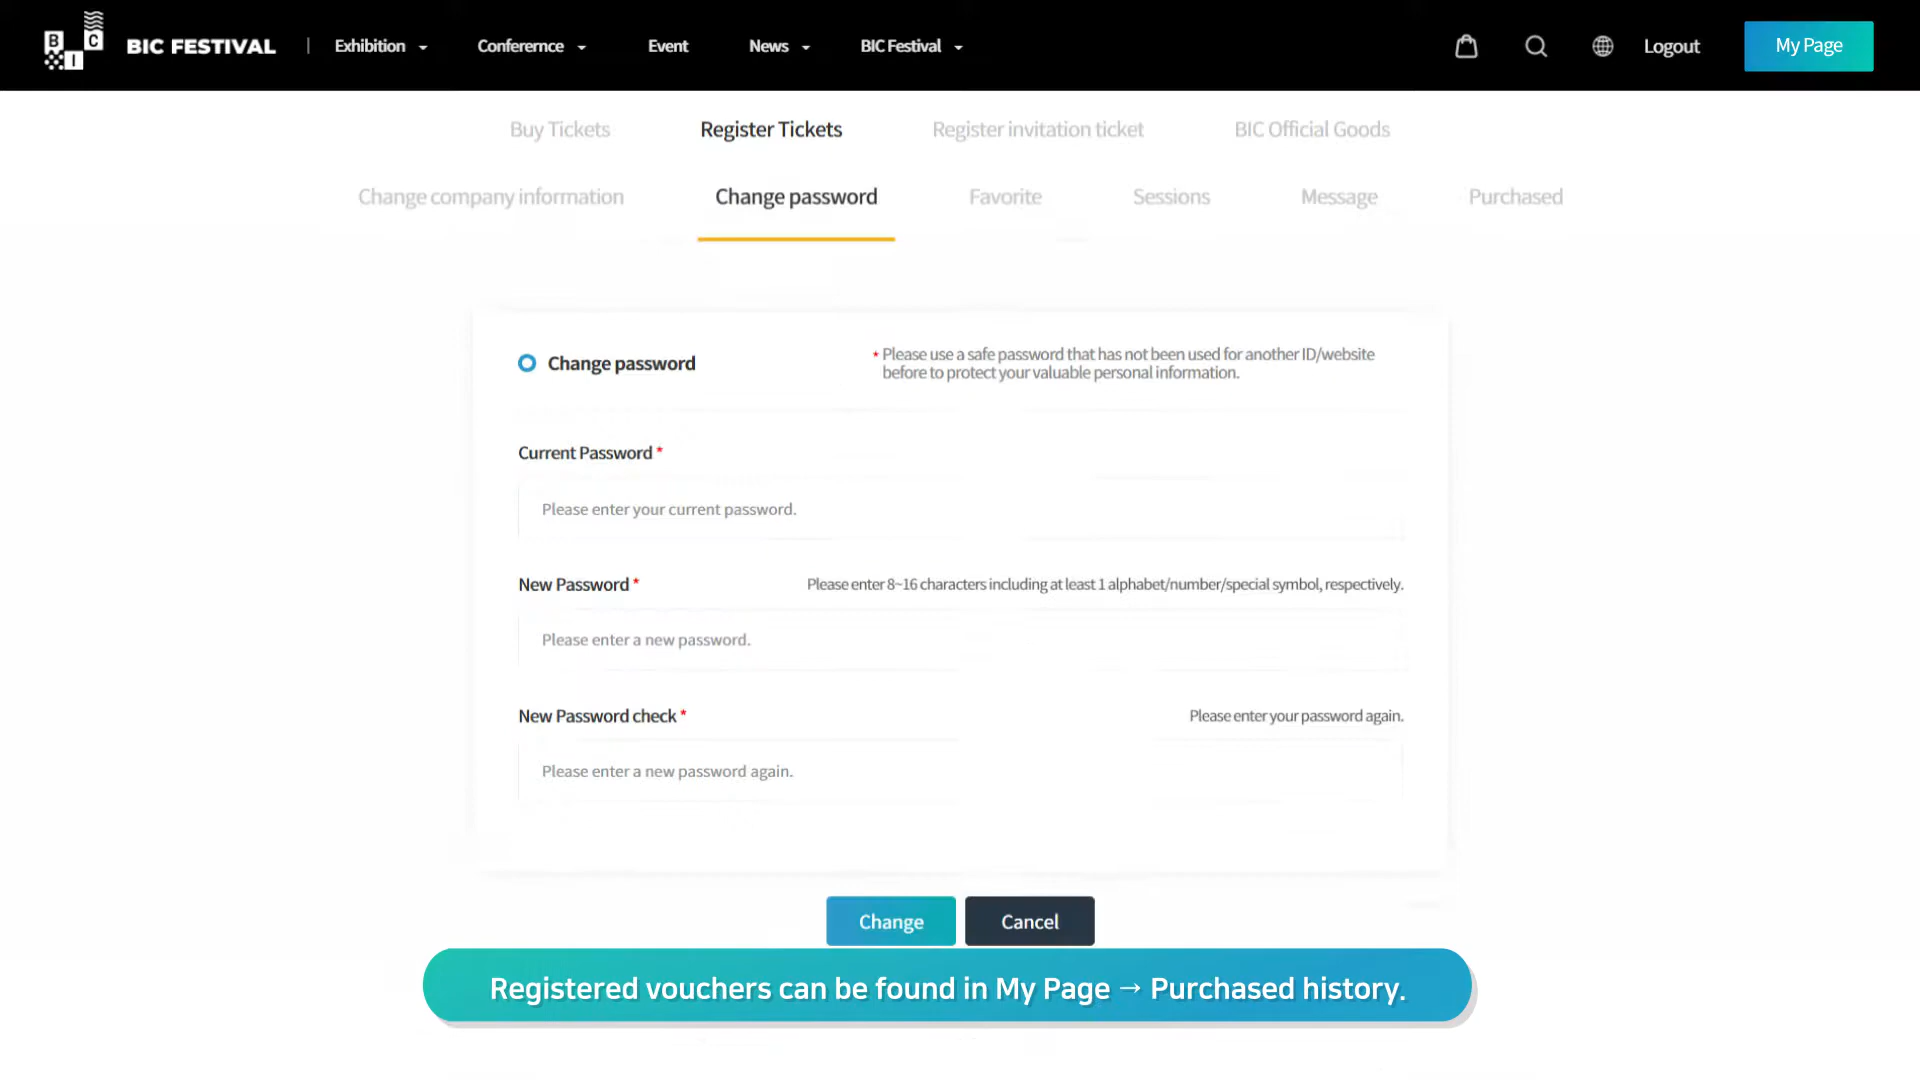 B C I BIC FESTIVAL | Exhibition Conferernce Event News BIC Festival Logout My Page
Buy Tickets Register Tickets Register invitation ticket BIC Official Goods
Change company information Change password Favorite Sessions Message Purchased
Change password
* Please use a safe password that has not been used for another ID/website
before to protect your valuable personal information.
Current Password *
Please enter your current password.
New Password * Please enter 8~16 characters including at least 1 alphabet/number/special symbol, respectively.
Please enter a new password.
New Password check * Please enter your password again.
Please enter a new password again.
Change Cancel
Registered vouchers can be found in My Page → Purchased history.